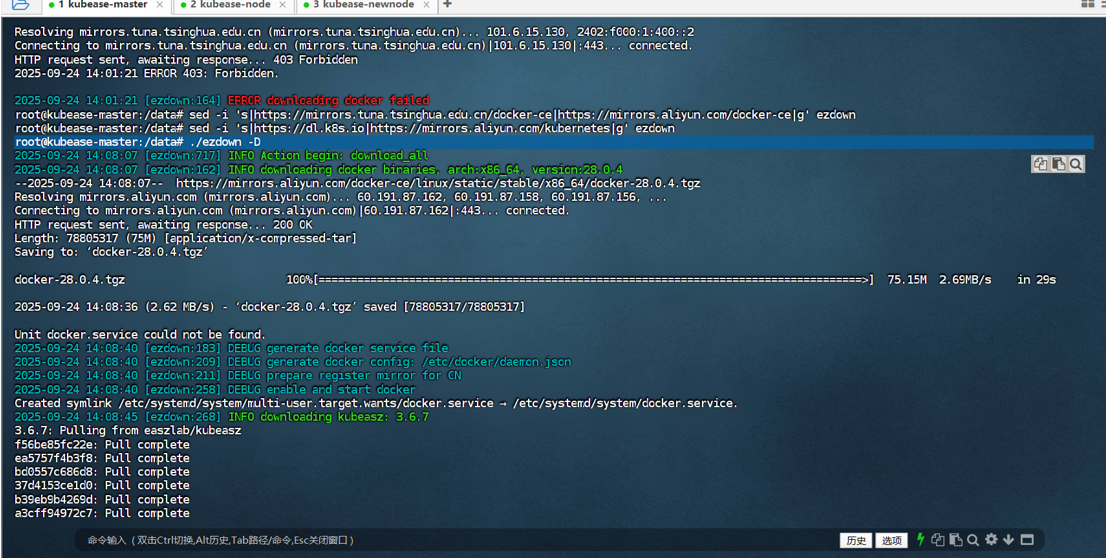 1 kubease-master
2 kubease-node
3 kubease-newnode
Resolving mirrors.tuna.tsinghua.edu.cn (mirrors.tuna.tsinghua.edu.cn)... 101.6.15.130, 2402:f000:1:400::2
Connecting to mirrors.tuna.tsinghua.edu.cn (mirrors.tuna.tsinghua.edu.cn)|101.6.15.130|:443... connected.
HTTP request sent, awaiting response... 403 Forbidden
2025-09-24 14:01:21 ERROR 403: Forbidden.
2025-09-24 14:01:21 [ezdown:164] ERROR downloading docker failed
root@kubease-master:/data# sed -i 's|https://mirrors.tuna.tsinghua.edu.cn/docker-ce|https://mirrors.aliyun.com/docker-ce|g' ezdown
root@kubease-master:/data# sed -i 's|https://dl.k8s.io|https://mirrors.aliyun.com/kubernetes|g' ezdown
root@kubease-master:/data# ./ezdown -D
2025-09-24 14:08:07 [ezdown:717] INFO Action begin: download_all
2025-09-24 14:08:07 [ezdown:162] INFO downloading docker binaries, arch:x86_64, version:28.0.4
--2025-09-24 14:08:07--  https://mirrors.aliyun.com/docker-ce/linux/static/stable/x86_64/docker-28.0.4.tgz
Resolving mirrors.aliyun.com (mirrors.aliyun.com)... 60.191.87.162, 60.191.87.158, 60.191.87.156, ...
Connecting to mirrors.aliyun.com (mirrors.aliyun.com)|60.191.87.162|:443... connected.
HTTP request sent, awaiting response... 200 OK
Length: 78805317 (75M) [application/x-compressed-tar]
Saving to: ‘docker-28.0.4.tgz’
docker-28.0.4.tgz 100%[===================================================================================>] 75.15M 2.69MB/s in 29s
2025-09-24 14:08:36 (2.62 MB/s) - ‘docker-28.0.4.tgz’ saved [78805317/78805317]
Unit docker.service could not be found.
2025-09-24 14:08:40 [ezdown:183] DEBUG generate docker service file
2025-09-24 14:08:40 [ezdown:209] DEBUG generate docker config: /etc/docker/daemon.json
2025-09-24 14:08:40 [ezdown:211] DEBUG prepare register mirror for CN
2025-09-24 14:08:40 [ezdown:258] DEBUG enable and start docker
Created symlink /etc/systemd/system/multi-user.target.wants/docker.service → /etc/systemd/system/docker.service.
2025-09-24 14:08:45 [ezdown:268] INFO downloading kubeasz: 3.6.7
3.6.7: Pulling from easzlab/kubeasz
f56be85fc22e: Pull complete
ea5757f4b3f8: Pull complete
bd0557c686d8: Pull complete
37d4153ce1d0: Pull complete
b39eb9b4269d: Pull complete
a3cff94972c7: Pull complete
命令输入 (双击Ctrl切换,Alt历史,Tab路径/命令,Esc关闭窗口)
历史
选项